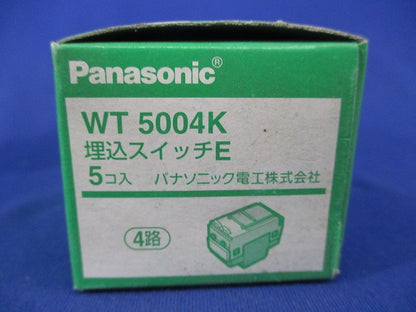 Panasonic®
WT 5004K
埋込スイッチE
5コ入 パナソニック電工株式会社
4路